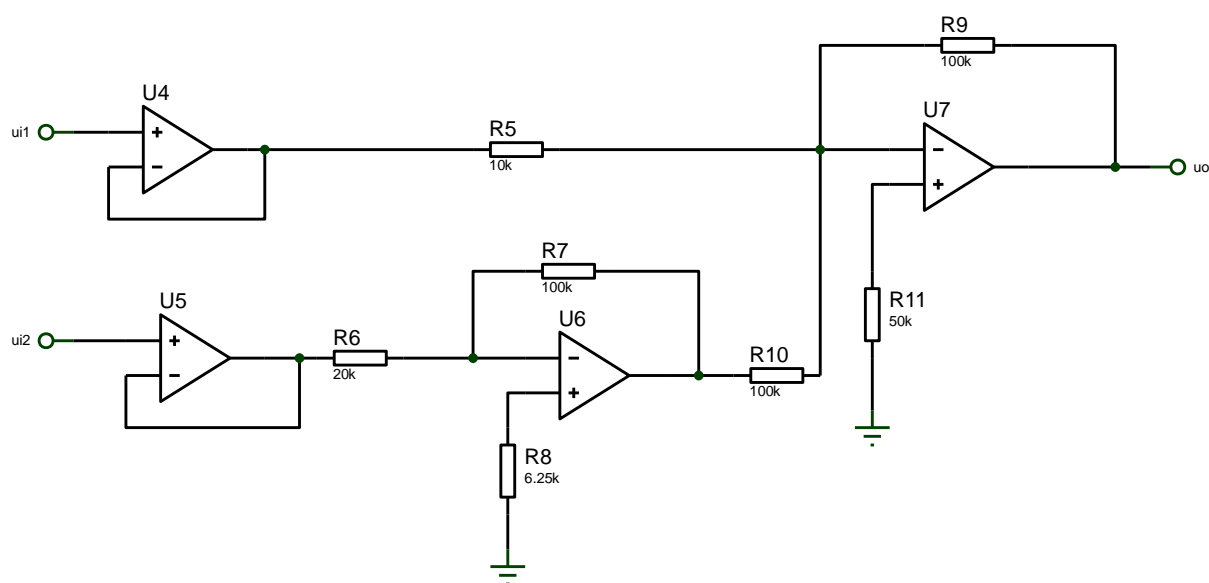 R9
100k
U4
U7
ui1
+
−
R5
10k
−
+
uo
R7
100k
R11
50k
U5
U6
ui2
+
−
R6
20k
−
+
R10
100k
R8
6.25k